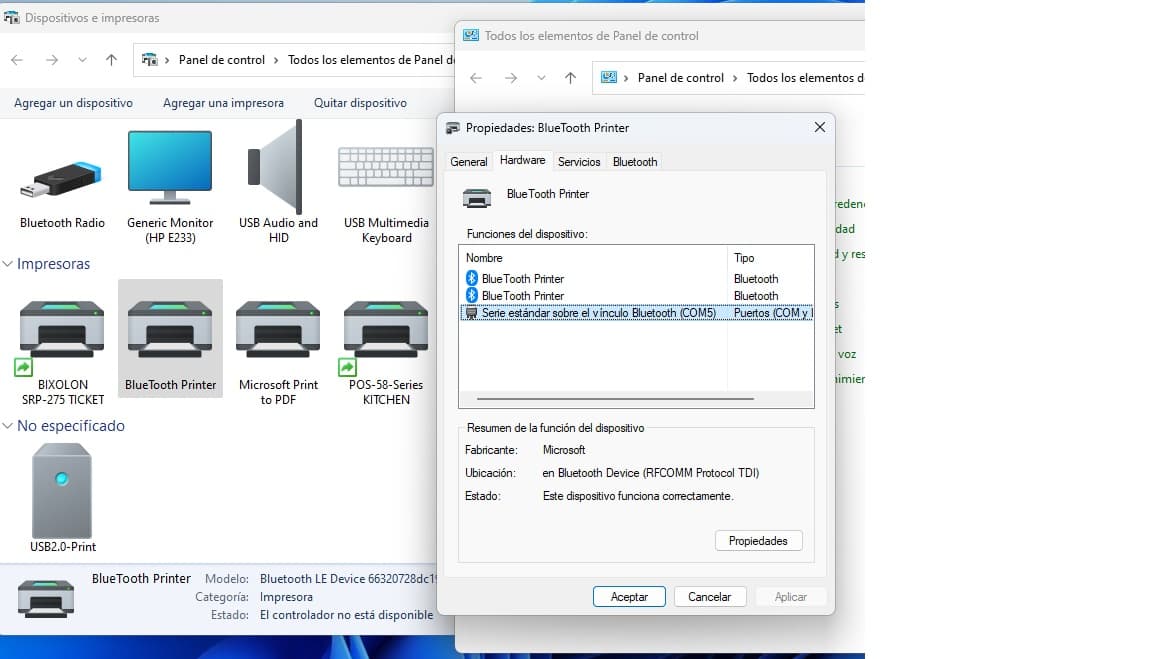 Dispositivos e impresoras
Panel de control > Todos los elementos de Panel d
Agregar un dispositivo Agregar una impresora Quitar dispositivo
Bluetooth Radio
Generic Monitor
(HP E233)
USB Audio and
HID
USB Multimedia
Keyboard
Impresoras
BIXOLON
SRP-275 TICKET
BlueTooth Printer
Microsoft Print
to PDF
POS-58-Series
KITCHEN
No especificado
USB2.0-Print
BlueTooth Printer
Modelo: Bluetooth LE Device 66320728dc1
Categoría: Impresora
Estado: El controlador no está disponible
Todos los elementos de Panel de control
Panel de control > Todos los elementos d
Propiedades: BlueTooth Printer
General Hardware Servicios Bluetooth
BlueTooth Printer
Funciones del dispositivo:
Nombre Tipo
BlueTooth Printer Bluetooth
BlueTooth Printer Bluetooth
Serie estándar sobre el vínculo Bluetooth (COM5) Puertos (COM y
Resumen de la función del dispositivo
Fabricante: Microsoft
Ubicación: en Bluetooth Device (RFCOMM Protocol TDI)
Estado: Este dispositivo funciona correctamente.
Propiedades
Aceptar Cancelar Aplicar
reden
dad
d y res
s
et
voz
imier